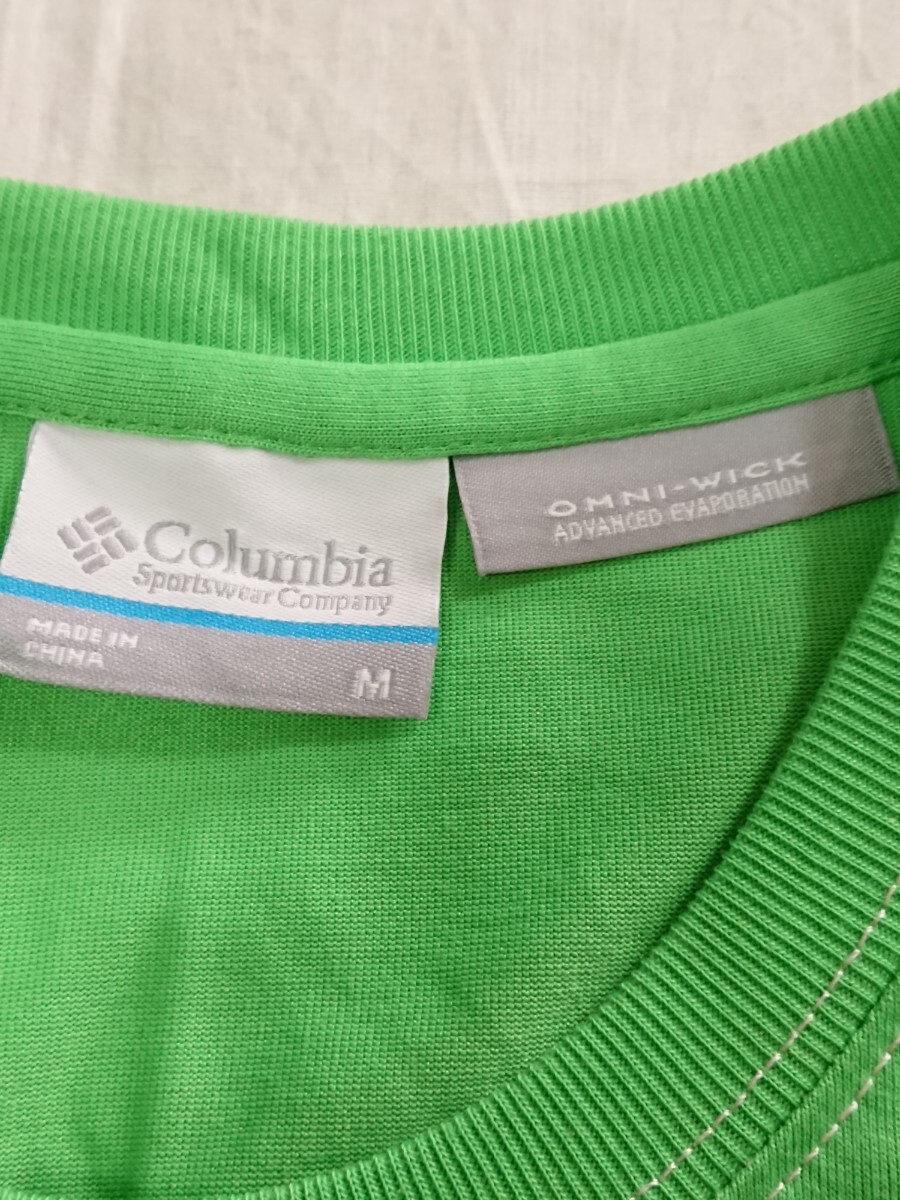 Columbia
Sportswear Company
MADE IN
CHINA
M
OMNI-WICK
ADVANCED EVAPORATION